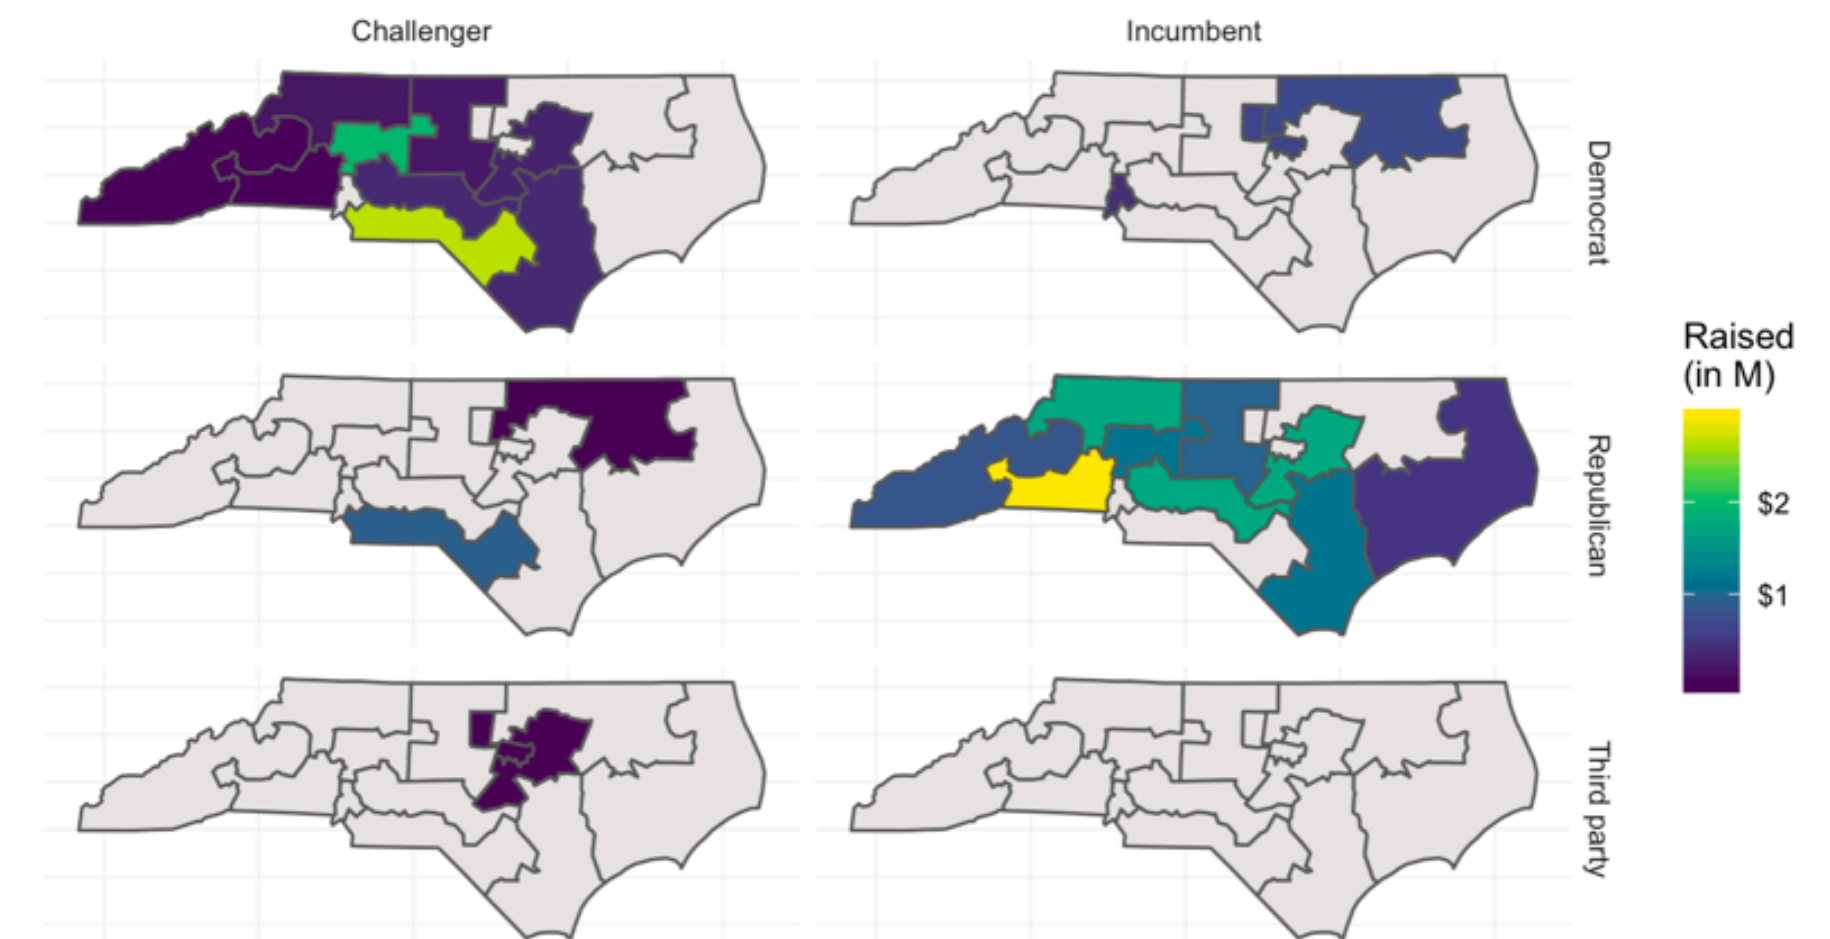 Challenger
Incumbent
Democrat
Republican
Third party
Raised
(in M)
$2
$1